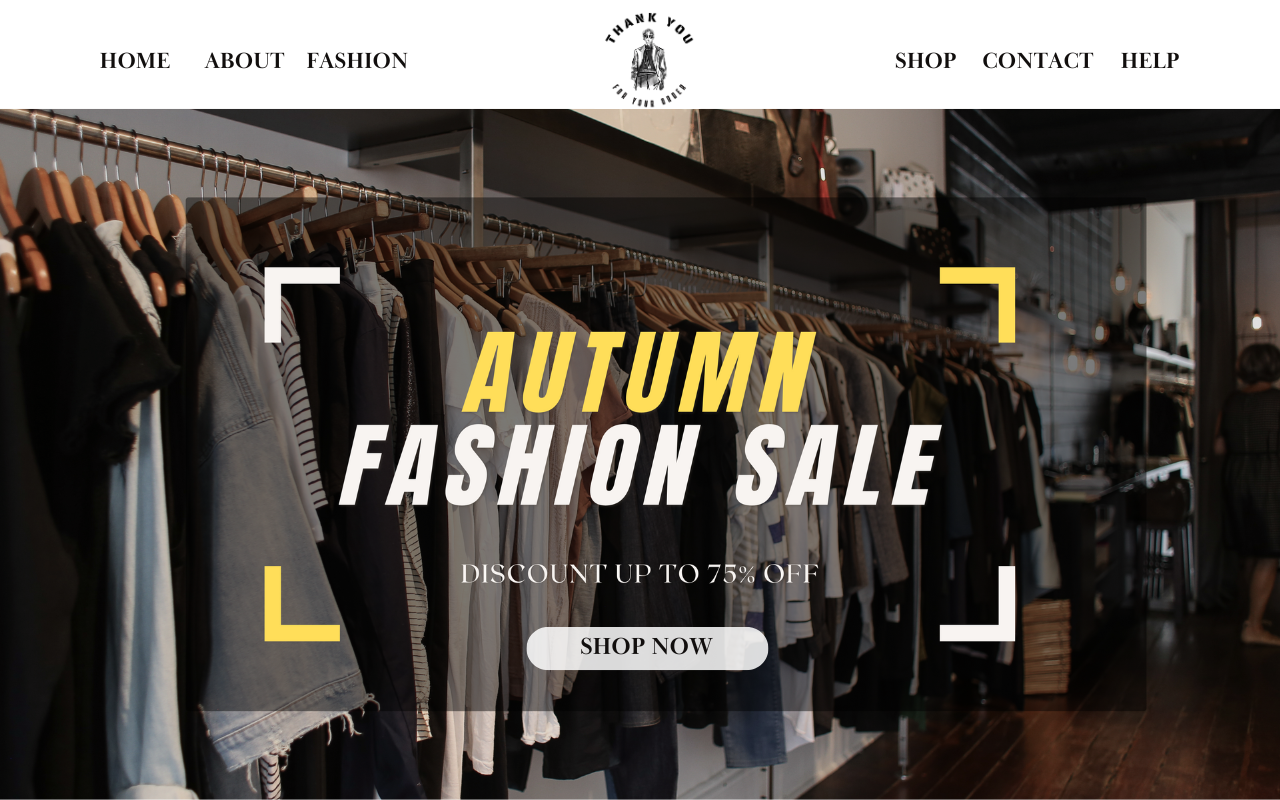 HOME ABOUT FASHION
THANK YOU
FOR YOUR ORDER
SHOP CONTACT HELP
AUTUMN
FASHION SALE
DISCOUNT UP TO 75% OFF
SHOP NOW